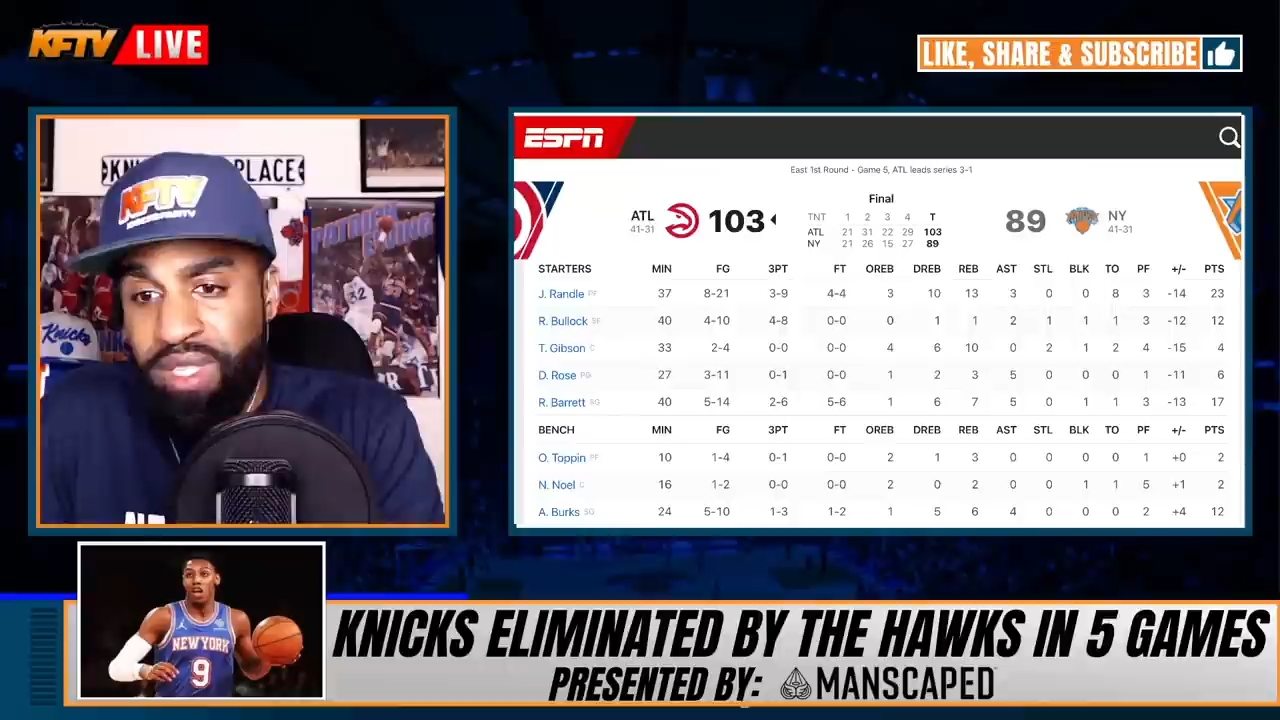 KFTV LIVE
LIKE, SHARE & SUBSCRIBE
PLACE
KFTV
Knicks
32
ESPN
East 1st Round - Game 5, ATL leads series 3-1
ATL 41-31 103
Final
TNT 1 2 3 4 T
ATL 21 31 22 29 103
NY 21 26 15 27 89
89 NY 41-31
STARTERS MIN FG 3PT FT OREB DREB REB AST STL BLK TO PF +/- PTS
J. Randle PF 37 8-21 3-9 4-4 3 10 13 3 0 0 8 3 -14 23
R. Bullock SF 40 4-10 4-8 0-0 0 1 1 2 1 1 1 3 -12 12
T. Gibson C 33 2-4 0-0 0-0 4 6 10 0 2 1 2 4 -15 4
D. Rose PG 27 3-11 0-1 0-0 1 2 3 5 0 0 0 1 -11 6
R. Barrett SG 40 5-14 2-6 5-6 1 6 7 5 0 1 1 3 -13 17
BENCH MIN FG 3PT FT OREB DREB REB AST STL BLK TO PF +/- PTS
O. Toppin PF 10 1-4 0-1 0-0 2 1 3 0 0 0 0 1 +0 2
N. Noel C 16 1-2 0-0 0-0 2 0 2 0 0 1 1 5 +1 2
A. Burks SG 24 5-10 1-3 1-2 1 5 6 4 0 0 0 2 +4 12
NEW YORK
9
KNICKS ELIMINATED BY THE HAWKS IN 5 GAMES
PRESENTED BY: MANSCAPED